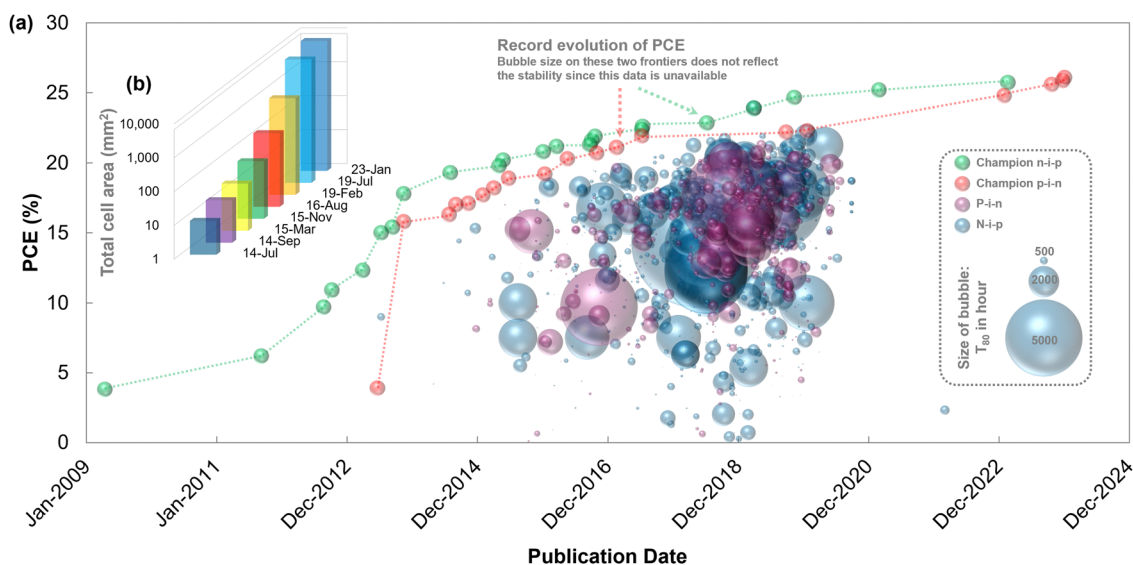 (a)
30
25
20
15
10
5
0
PCE (%)
Record evolution of PCE
Bubble size on these two frontiers does not reflect
the stability since this data is unavailable
(b)
10,000
1,000
100
10
1
Total cell area (mm²)
23-Jan
19-Jul
19-Feb
16-Aug
15-Nov
15-Mar
14-Sep
14-Jul
Champion n-i-p
Champion p-i-n
P-i-n
N-i-p
Size of bubble:
T₈₀ in hour
500
2000
5000
Jan-2009
Jan-2011
Dec-2012
Dec-2014
Dec-2016
Dec-2018
Dec-2020
Dec-2022
Dec-2024
Publication Date